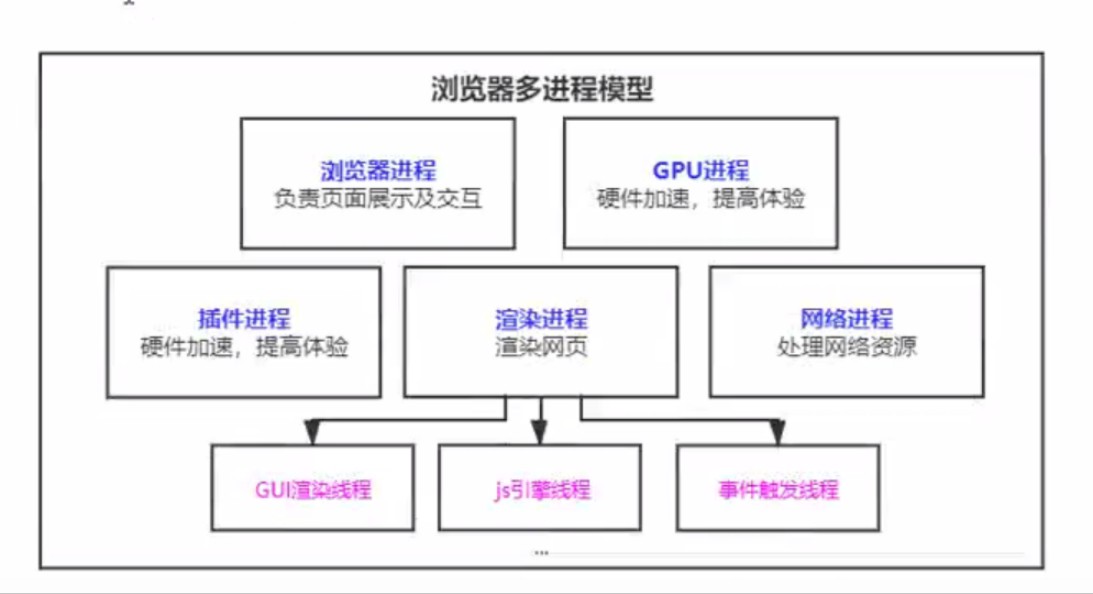 浏览器多进程模型
浏览器进程
负责页面展示及交互
GPU进程
硬件加速，提高体验
插件进程
硬件加速，提高体验
渲染进程
渲染网页
网络进程
处理网络资源
GUI渲染线程
js引擎线程
事件触发线程
...